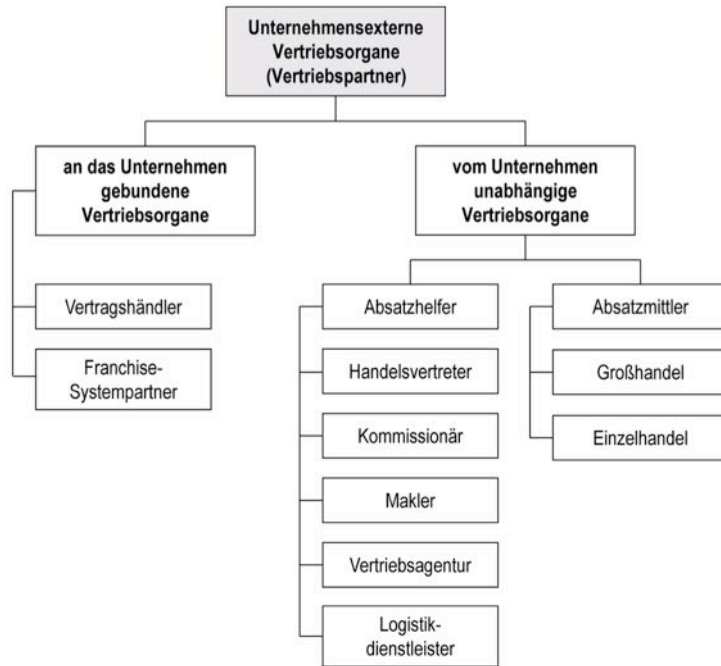 Unternehmensexterne
Vertriebsorgane
(Vertriebspartner)
an das Unternehmen
gebundene
Vertriebsorgane
vom Unternehmen
unabhängige
Vertriebsorgane
Vertragshändler
Franchise-
Systempartner
Absatzhelfer
Handelsvertreter
Kommissionär
Makler
Vertriebsagentur
Logistik-
dienstleister
Absatzmittler
Großhandel
Einzelhandel